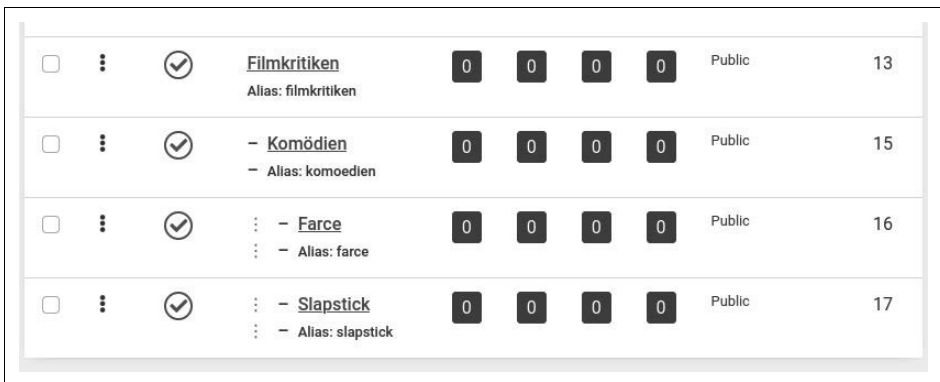 Filmkritiken 0 0 0 0 Public 13
Alias: filmkritiken
– Komödien 0 0 0 0 Public 15
– Alias: komoedien
– Farce 0 0 0 0 Public 16
– Alias: farce
– Slapstick 0 0 0 0 Public 17
– Alias: slapstick